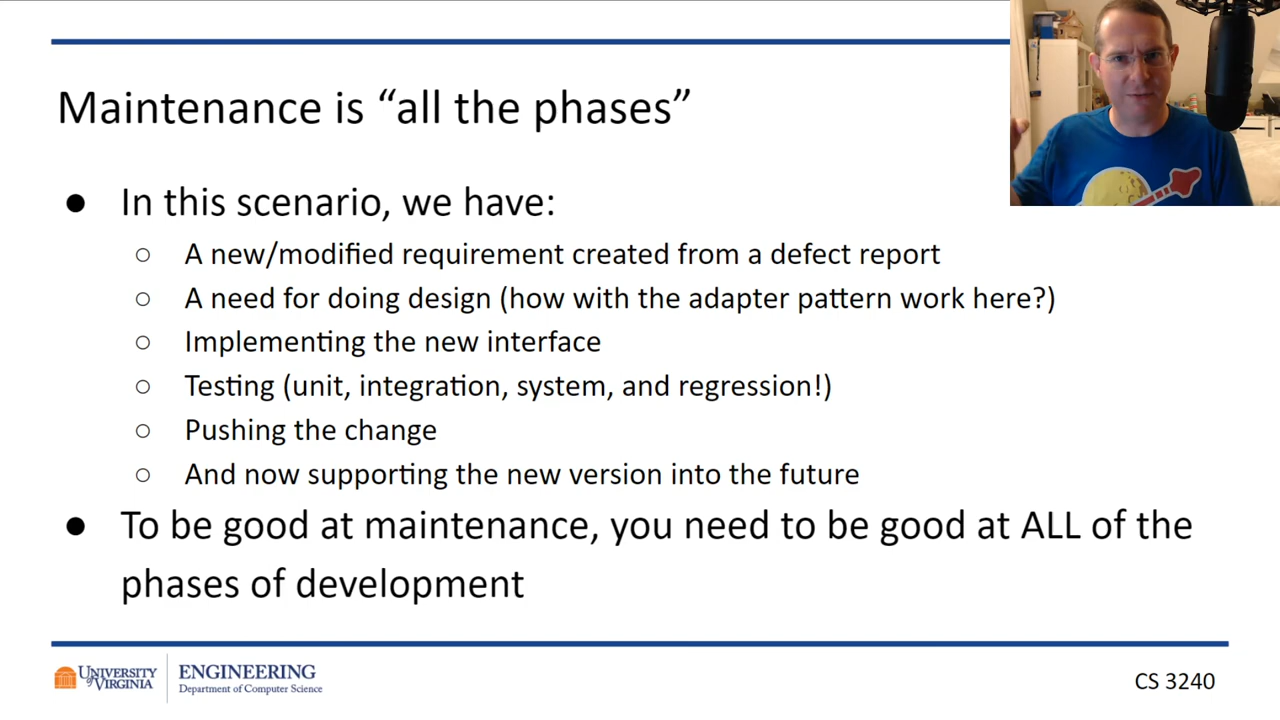 Maintenance is “all the phases”
● In this scenario, we have:
○ A new/modified requirement created from a defect report
○ A need for doing design (how with the adapter pattern work here?)
○ Implementing the new interface
○ Testing (unit, integration, system, and regression!)
○ Pushing the change
○ And now supporting the new version into the future
● To be good at maintenance, you need to be good at ALL of the
phases of development
UNIVERSITY
of VIRGINIA
ENGINEERING
Department of Computer Science
CS 3240